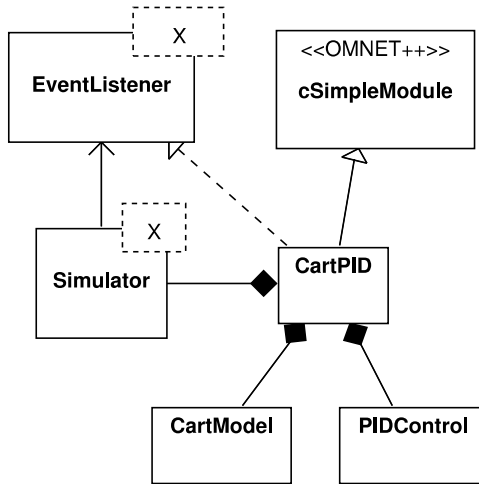 X
EventListener
<<OMNET++>>
cSimpleModule
X
Simulator
CartPID
CartModel
PIDControl